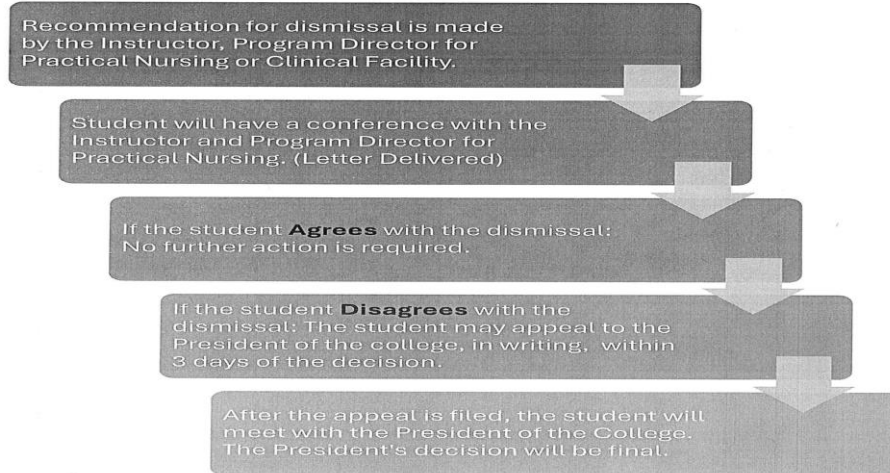 Recommendation for dismissal is made
by the Instructor, Program Director for
Practical Nursing or Clinical Facility.
Student will have a conference with the
Instructor and Program Director for
Practical Nursing. (Letter Delivered)
If the student Agrees with the dismissal:
No further action is required.
If the student Disagrees with the
dismissal: The student may appeal to the
President of the college, in writing, within
3 days of the decision.
After the appeal is filed, the student will
meet with the President of the College.
The President's decision will be final.